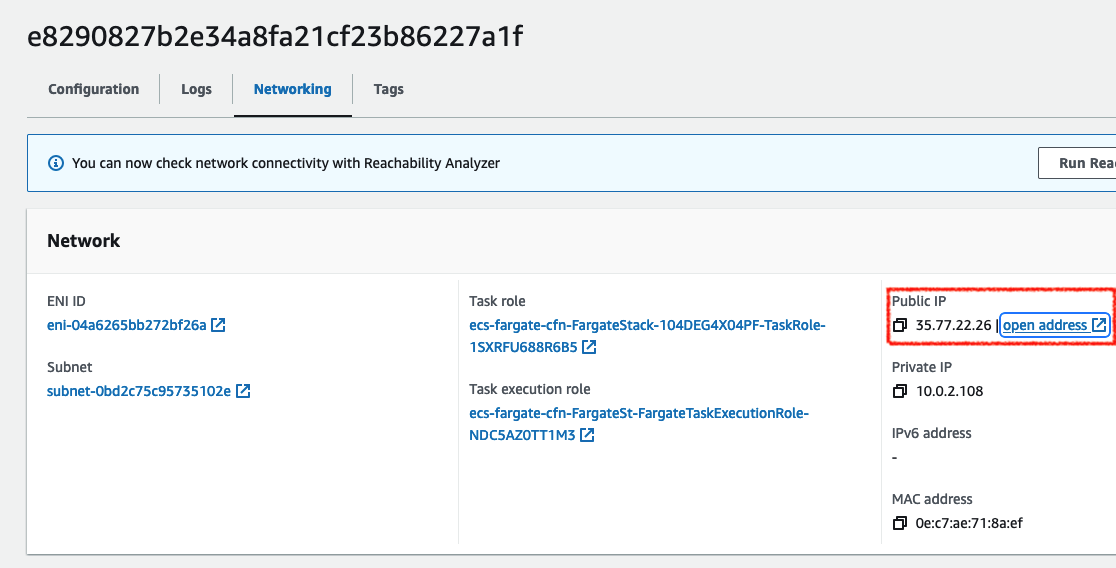 e8290827b2e34a8fa21cf23b86227a1f
Configuration
Logs
Networking
Tags
You can now check network connectivity with Reachability Analyzer
Run Rea
Network
ENI ID
eni-04a6265bb272bf26a
Subnet
subnet-0bd2c75c95735102e
Task role
ecs-fargate-cfn-FargateStack-104DEG4X04PF-TaskRole-
1SXRFU688R6B5
Task execution role
ecs-fargate-cfn-FargateSt-FargateTaskExecutionRole-
NDC5AZ0TT1M3
Public IP
35.77.22.26 | open address
Private IP
10.0.2.108
IPv6 address
-
MAC address
0e:c7:ae:71:8a:ef